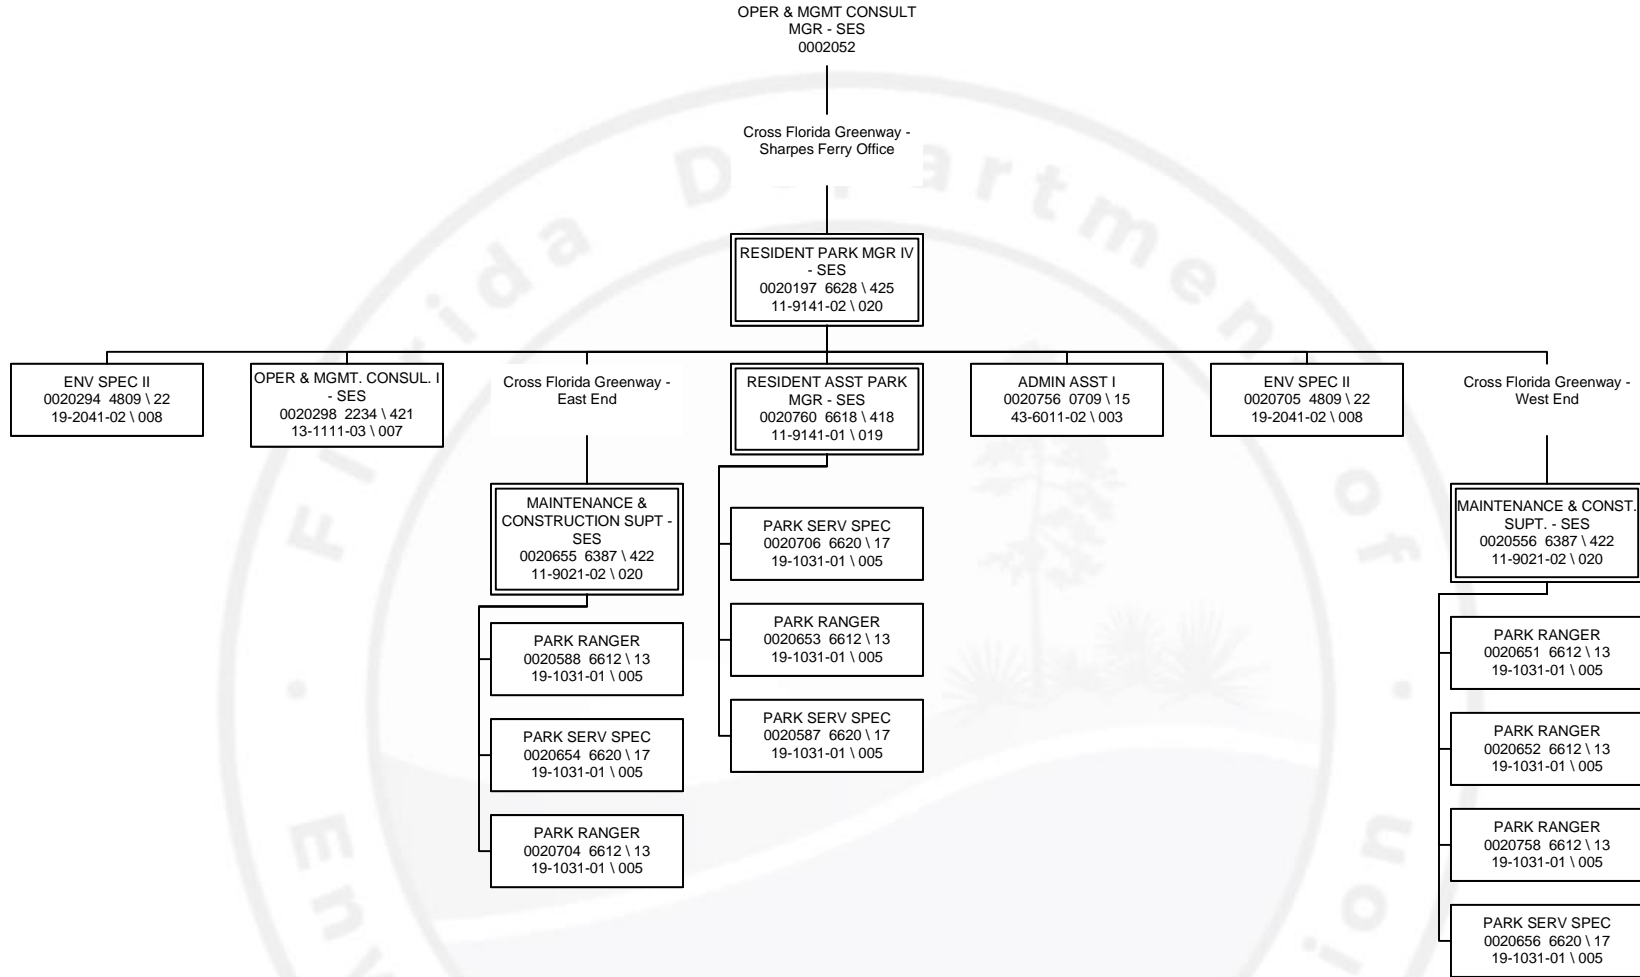 OPER & MGMT CONSULT
MGR - SES
0002052
Cross Florida Greenway -
Sharpes Ferry Office
RESIDENT PARK MGR IV
- SES
0020197 6628 \ 425
11-9141-02 \ 020
ENV SPEC II
0020294 4809 \ 22
19-2041-02 \ 008
OPER & MGMT. CONSUL. I
- SES
0020298 2234 \ 421
13-1111-03 \ 007
Cross Florida Greenway -
East End
RESIDENT ASST PARK
MGR - SES
0020760 6618 \ 418
11-9141-01 \ 019
ADMIN ASST I
0020756 0709 \ 15
43-6011-02 \ 003
ENV SPEC II
0020705 4809 \ 22
19-2041-02 \ 008
Cross Florida Greenway -
West End
MAINTENANCE &
CONSTRUCTION SUPT -
SES
0020655 6387 \ 422
11-9021-02 \ 020
PARK RANGER
0020588 6612 \ 13
19-1031-01 \ 005
PARK SERV SPEC
0020654 6620 \ 17
19-1031-01 \ 005
PARK RANGER
0020704 6612 \ 13
19-1031-01 \ 005
PARK SERV SPEC
0020706 6620 \ 17
19-1031-01 \ 005
PARK RANGER
0020653 6612 \ 13
19-1031-01 \ 005
PARK SERV SPEC
0020587 6620 \ 17
19-1031-01 \ 005
MAINTENANCE & CONST.
SUPT. - SES
0020556 6387 \ 422
11-9021-02 \ 020
PARK RANGER
0020651 6612 \ 13
19-1031-01 \ 005
PARK RANGER
0020652 6612 \ 13
19-1031-01 \ 005
PARK RANGER
0020758 6612 \ 13
19-1031-01 \ 005
PARK SERV SPEC
0020656 6620 \ 17
19-1031-01 \ 005
Florida
of